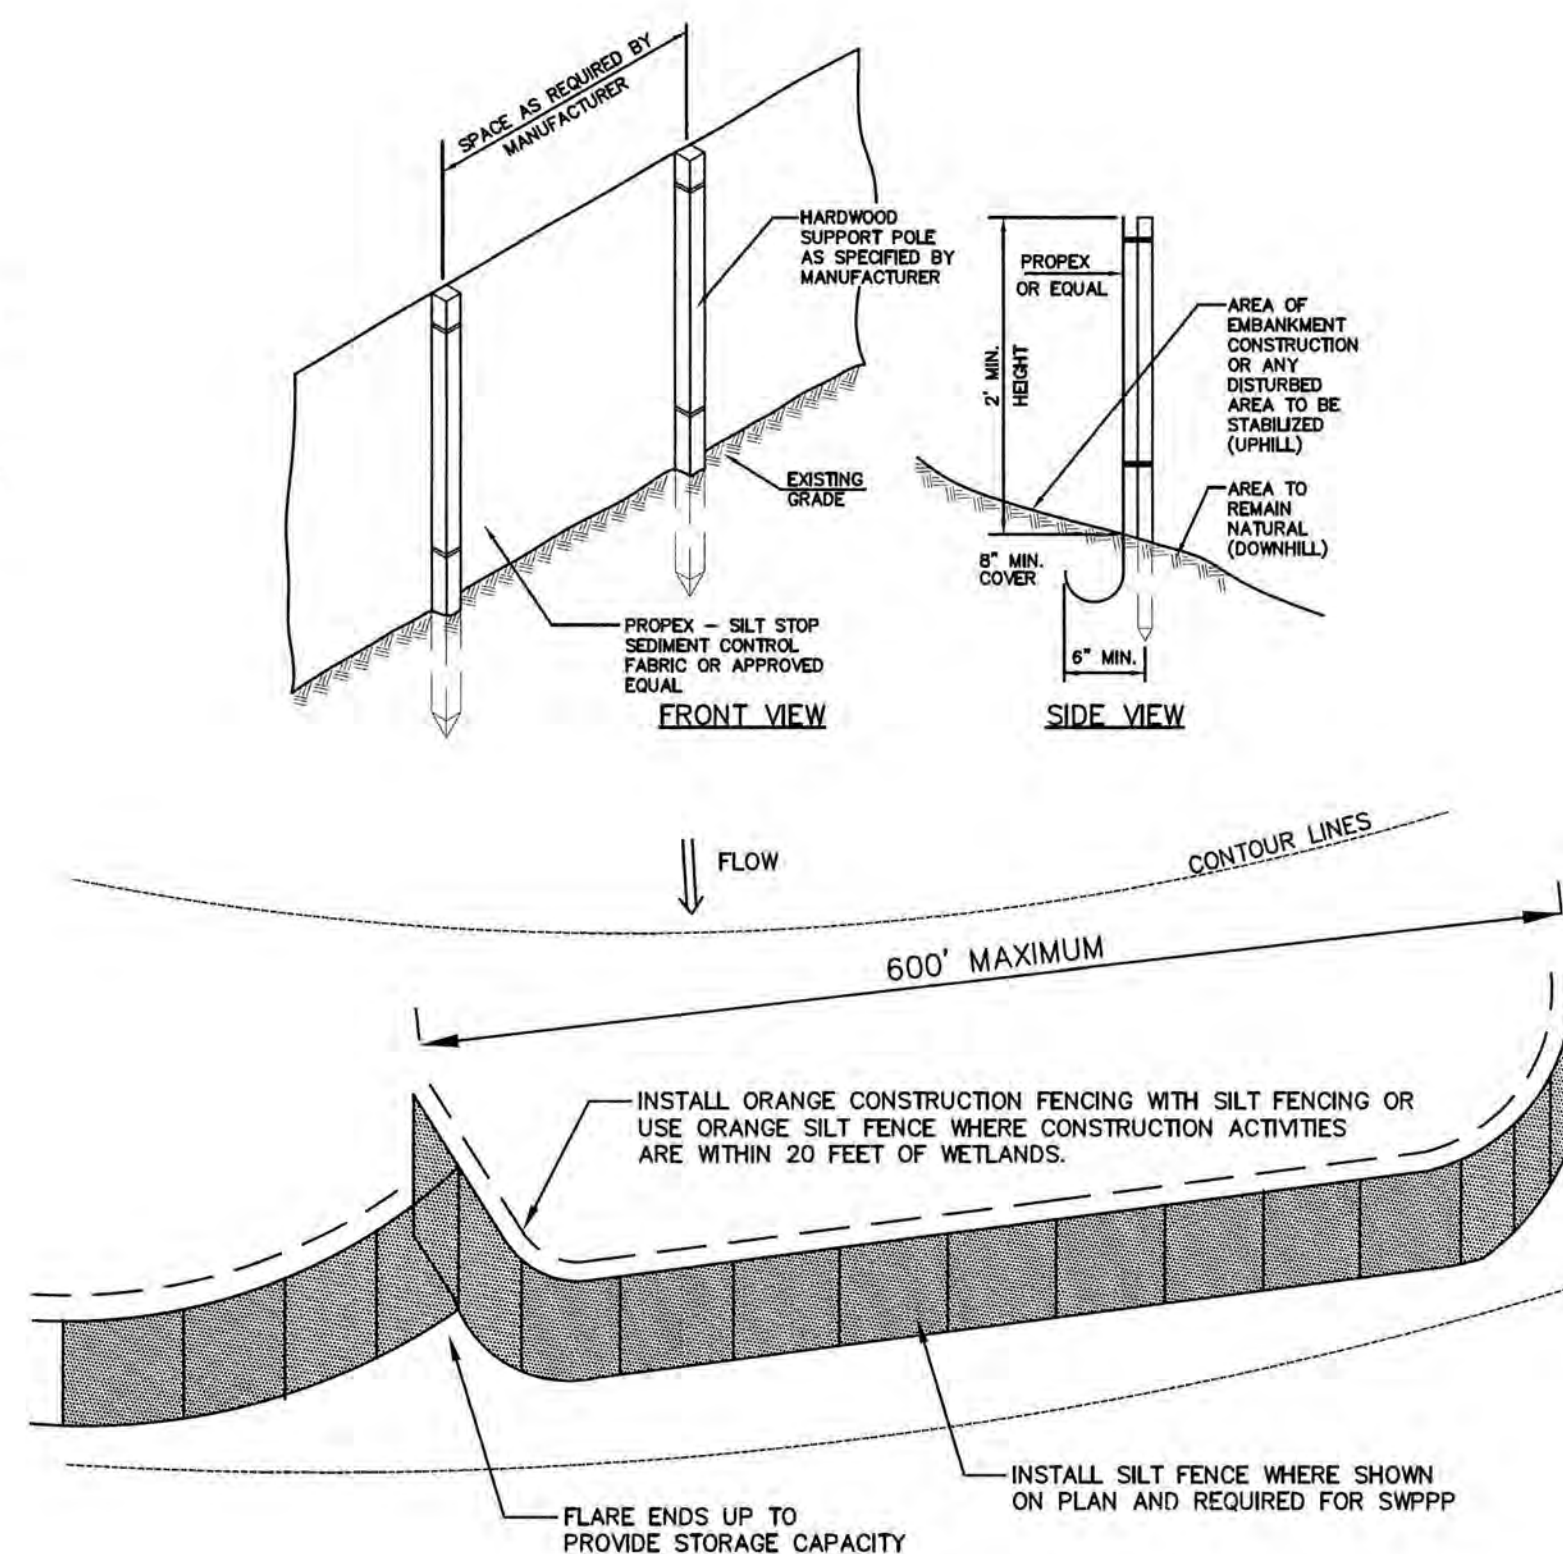 SPACE AS REQUIRED BY
MANUFACTURER
HARDWOOD
SUPPORT POLE
AS SPECIFIED BY
MANUFACTURER
EXISTING
GRADE
PROPEX – SILT STOP
SEDIMENT CONTROL
FABRIC OR APPROVED
EQUAL
FRONT VIEW
PROPEX
OR EQUAL
2' MIN.
HEIGHT
AREA OF
EMBANKMENT
CONSTRUCTION
OR ANY
DISTURBED
AREA TO BE
STABILIZED
(UPHILL)
AREA TO
REMAIN
NATURAL
(DOWNHILL)
8" MIN.
COVER
6" MIN.
SIDE VIEW
FLOW
CONTOUR LINES
600' MAXIMUM
INSTALL ORANGE CONSTRUCTION FENCING WITH SILT FENCING OR
USE ORANGE SILT FENCE WHERE CONSTRUCTION ACTIVITIES
ARE WITHIN 20 FEET OF WETLANDS.
INSTALL SILT FENCE WHERE SHOWN
ON PLAN AND REQUIRED FOR SWPPP
FLARE ENDS UP TO
PROVIDE STORAGE CAPACITY